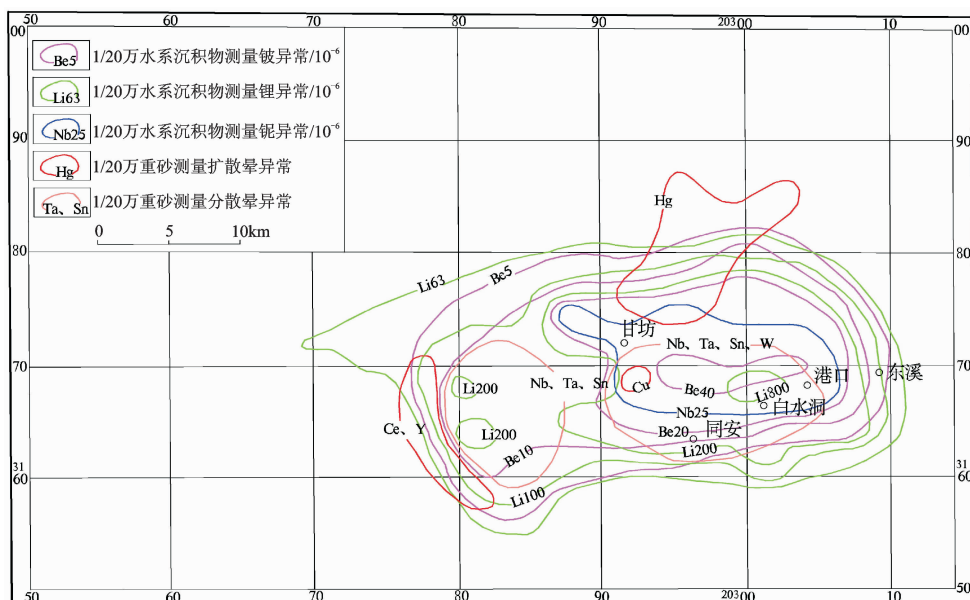 50 60 70 80 90 20300 10
00 00
Be5 1/20万水系沉积物测量铍异常/10⁻⁶
Li63 1/20万水系沉积物测量锂异常/10⁻⁶
Nb25 1/20万水系沉积物测量铌异常/10⁻⁶
90 90
Hg 1/20万重砂测量扩散晕异常
Ta、Sn 1/20万重砂测量分散晕异常
0 5 10km
Hg
80 80
Li63 Be5
甘坊
Nb、Ta、Sn、W
70 70
Nb、Ta、Sn
Li200 Cu Be40 Li800 港口 东溪
Nb25 白水洞
Ce、Y Li200 Be20 同安
Be10 Li200
3160 3160
Li100
50 50
50 60 70 80 90 20300 10